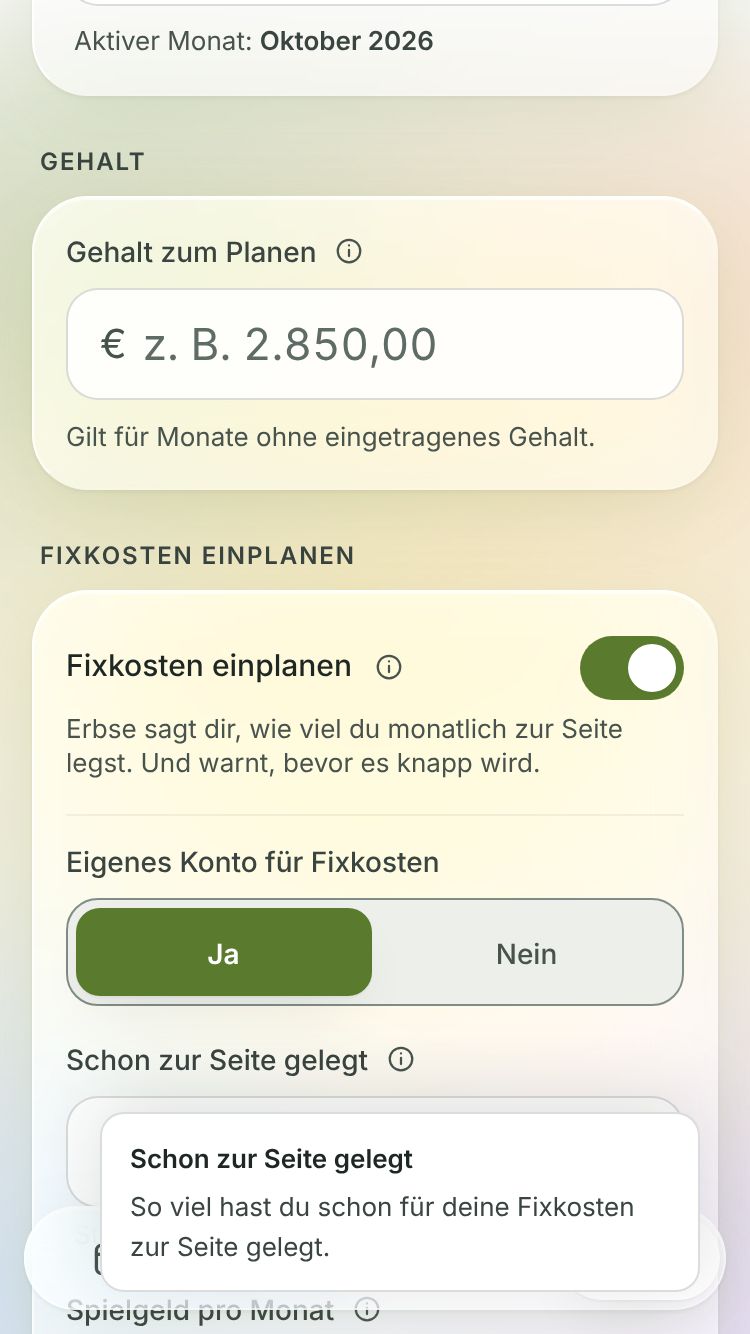 Aktiver Monat: Oktober 2026
GEHALT
Gehalt zum Planen
€ z. B. 2.850,00
Gilt für Monate ohne eingetragenes Gehalt.
FIXKOSTEN EINPLANEN
Fixkosten einplanen
Erbse sagt dir, wie viel du monatlich zur Seite
legst. Und warnt, bevor es knapp wird.
Eigenes Konto für Fixkosten
Ja
Nein
Schon zur Seite gelegt
Schon zur Seite gelegt
So viel hast du schon für deine Fixkosten
zur Seite gelegt.
Spielgeld pro Monat